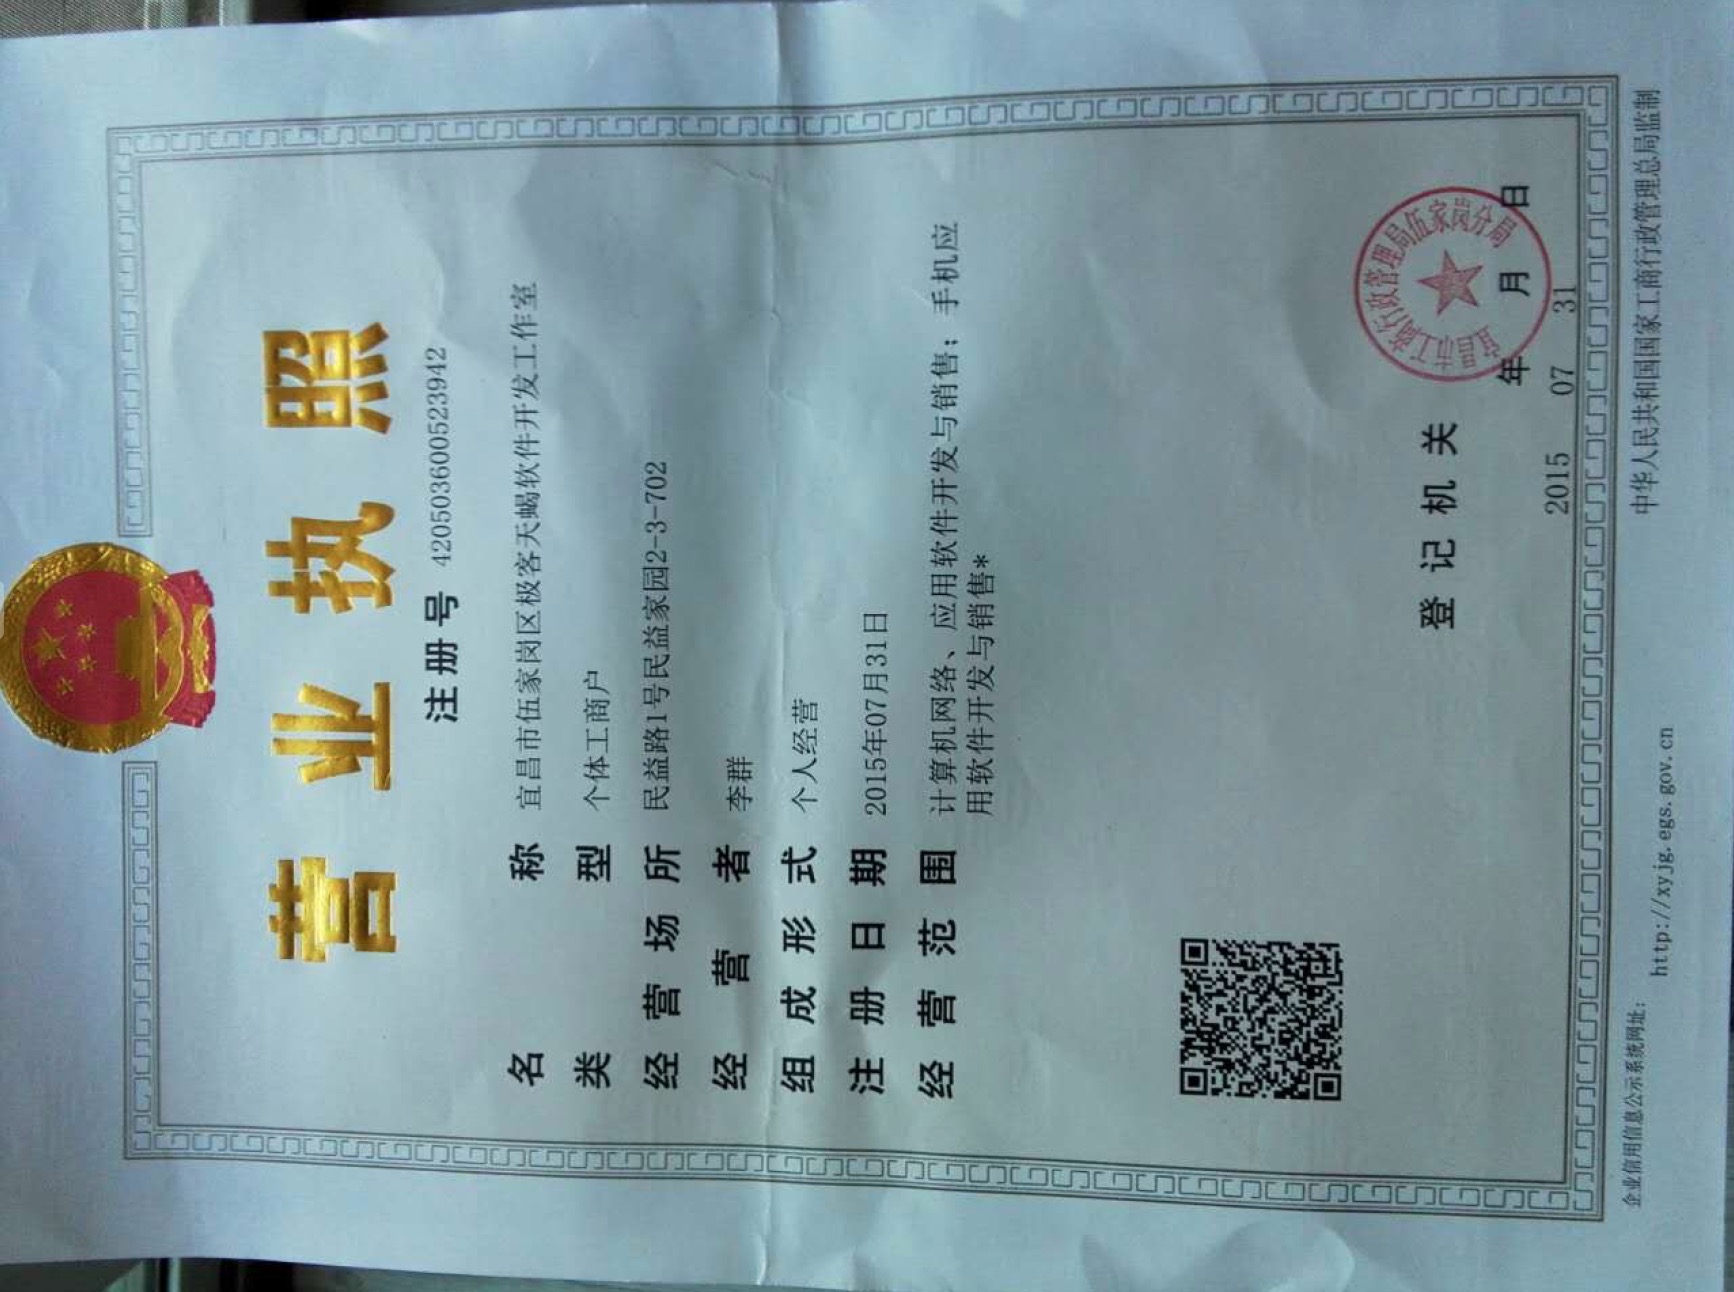 营业执照
注册号 420503600523942
名称 宜昌市伍家岗区极客天蝎软件开发工作室
类型 个体工商户
经营场所 民益路1号民益家园2-3-702
经营者 李群
组成形式 个人经营
注册日期 2015年07月31日
经营范围 计算机网络、应用软件开发与销售；手机应
用软件开发与销售*
登记机关
宜昌市工商行政管理局伍家岗分局
年 月 日
2015 07 31
企业信用信息公示系统网址:
http://xyjg.egs.gov.cn
中华人民共和国国家工商行政管理总局监制